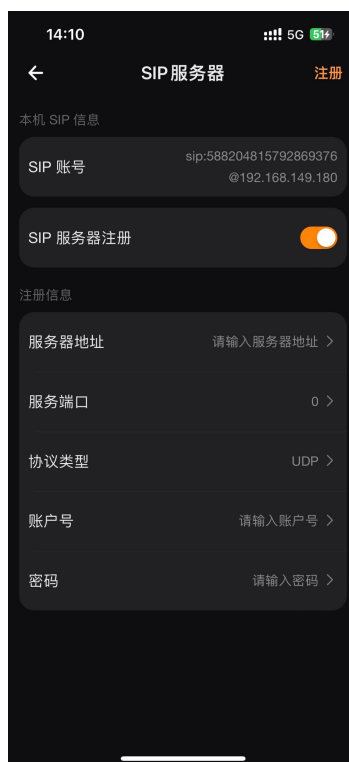 14:10
5G 51
SIP服务器
注册
本机 SIP 信息
SIP 账号
sip:588204815792869376
@192.168.149.180
SIP 服务器注册
注册信息
服务器地址
请输入服务器地址
服务端口
0
协议类型
UDP
账户号
请输入账户号
密码
请输入密码